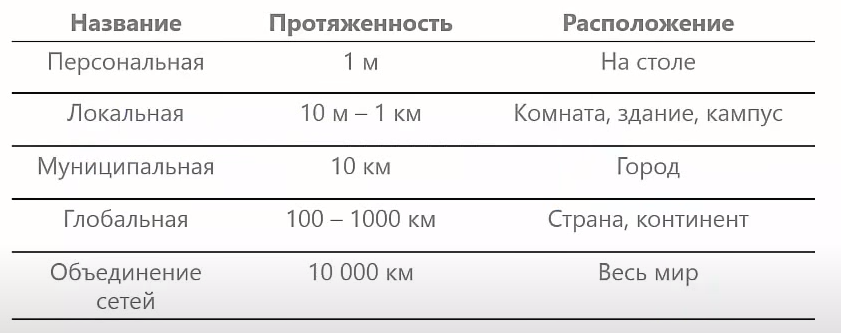 Название Протяженность Расположение
Персональная 1 м На столе
Локальная 10 м – 1 км Комната, здание, кампус
Муниципальная 10 км Город
Глобальная 100 – 1000 км Страна, континент
Объединение 10 000 км Весь мир
сетей